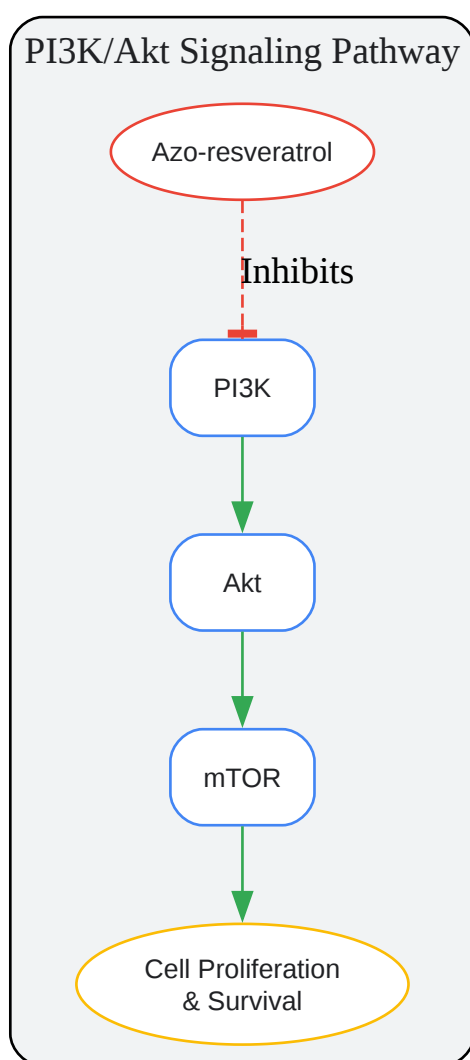 PI3K/Akt Signaling Pathway
Azo-resveratrol
Inhibits
PI3K
Akt
mTOR
Cell Proliferation
& Survival